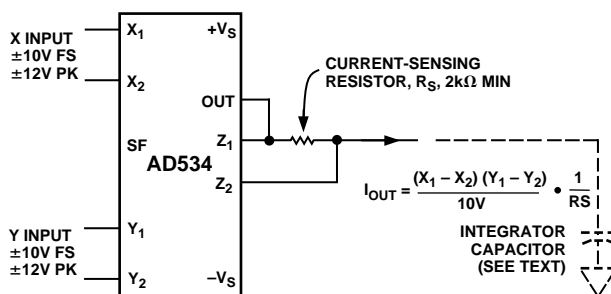 X INPUT
±10V FS
±12V PK
X1
X2
+VS
OUT
SF
AD534
Z1
Z2
Y INPUT
±10V FS
±12V PK
Y1
Y2
–VS
CURRENT-SENSING
RESISTOR, RS, 2kΩ MIN
IOUT = (X1 – X2) (Y1 – Y2) / 10V • 1 / RS
INTEGRATOR
CAPACITOR
(SEE TEXT)